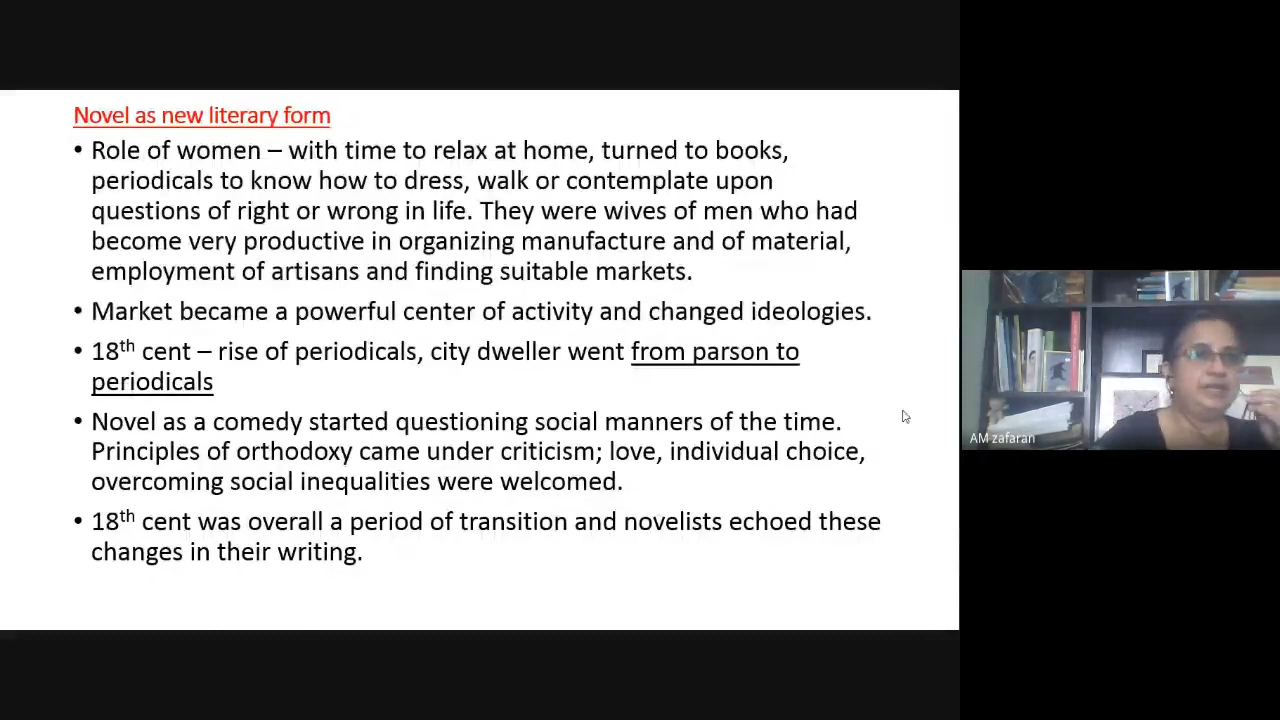 Novel as new literary form
• Role of women – with time to relax at home, turned to books,
periodicals to know how to dress, walk or contemplate upon
questions of right or wrong in life. They were wives of men who had
become very productive in organizing manufacture and of material,
employment of artisans and finding suitable markets.
• Market became a powerful center of activity and changed ideologies.
• 18th cent – rise of periodicals, city dweller went from parson to
periodicals
• Novel as a comedy started questioning social manners of the time.
Principles of orthodoxy came under criticism; love, individual choice,
overcoming social inequalities were welcomed.
• 18th cent was overall a period of transition and novelists echoed these
changes in their writing.
AM zafaran